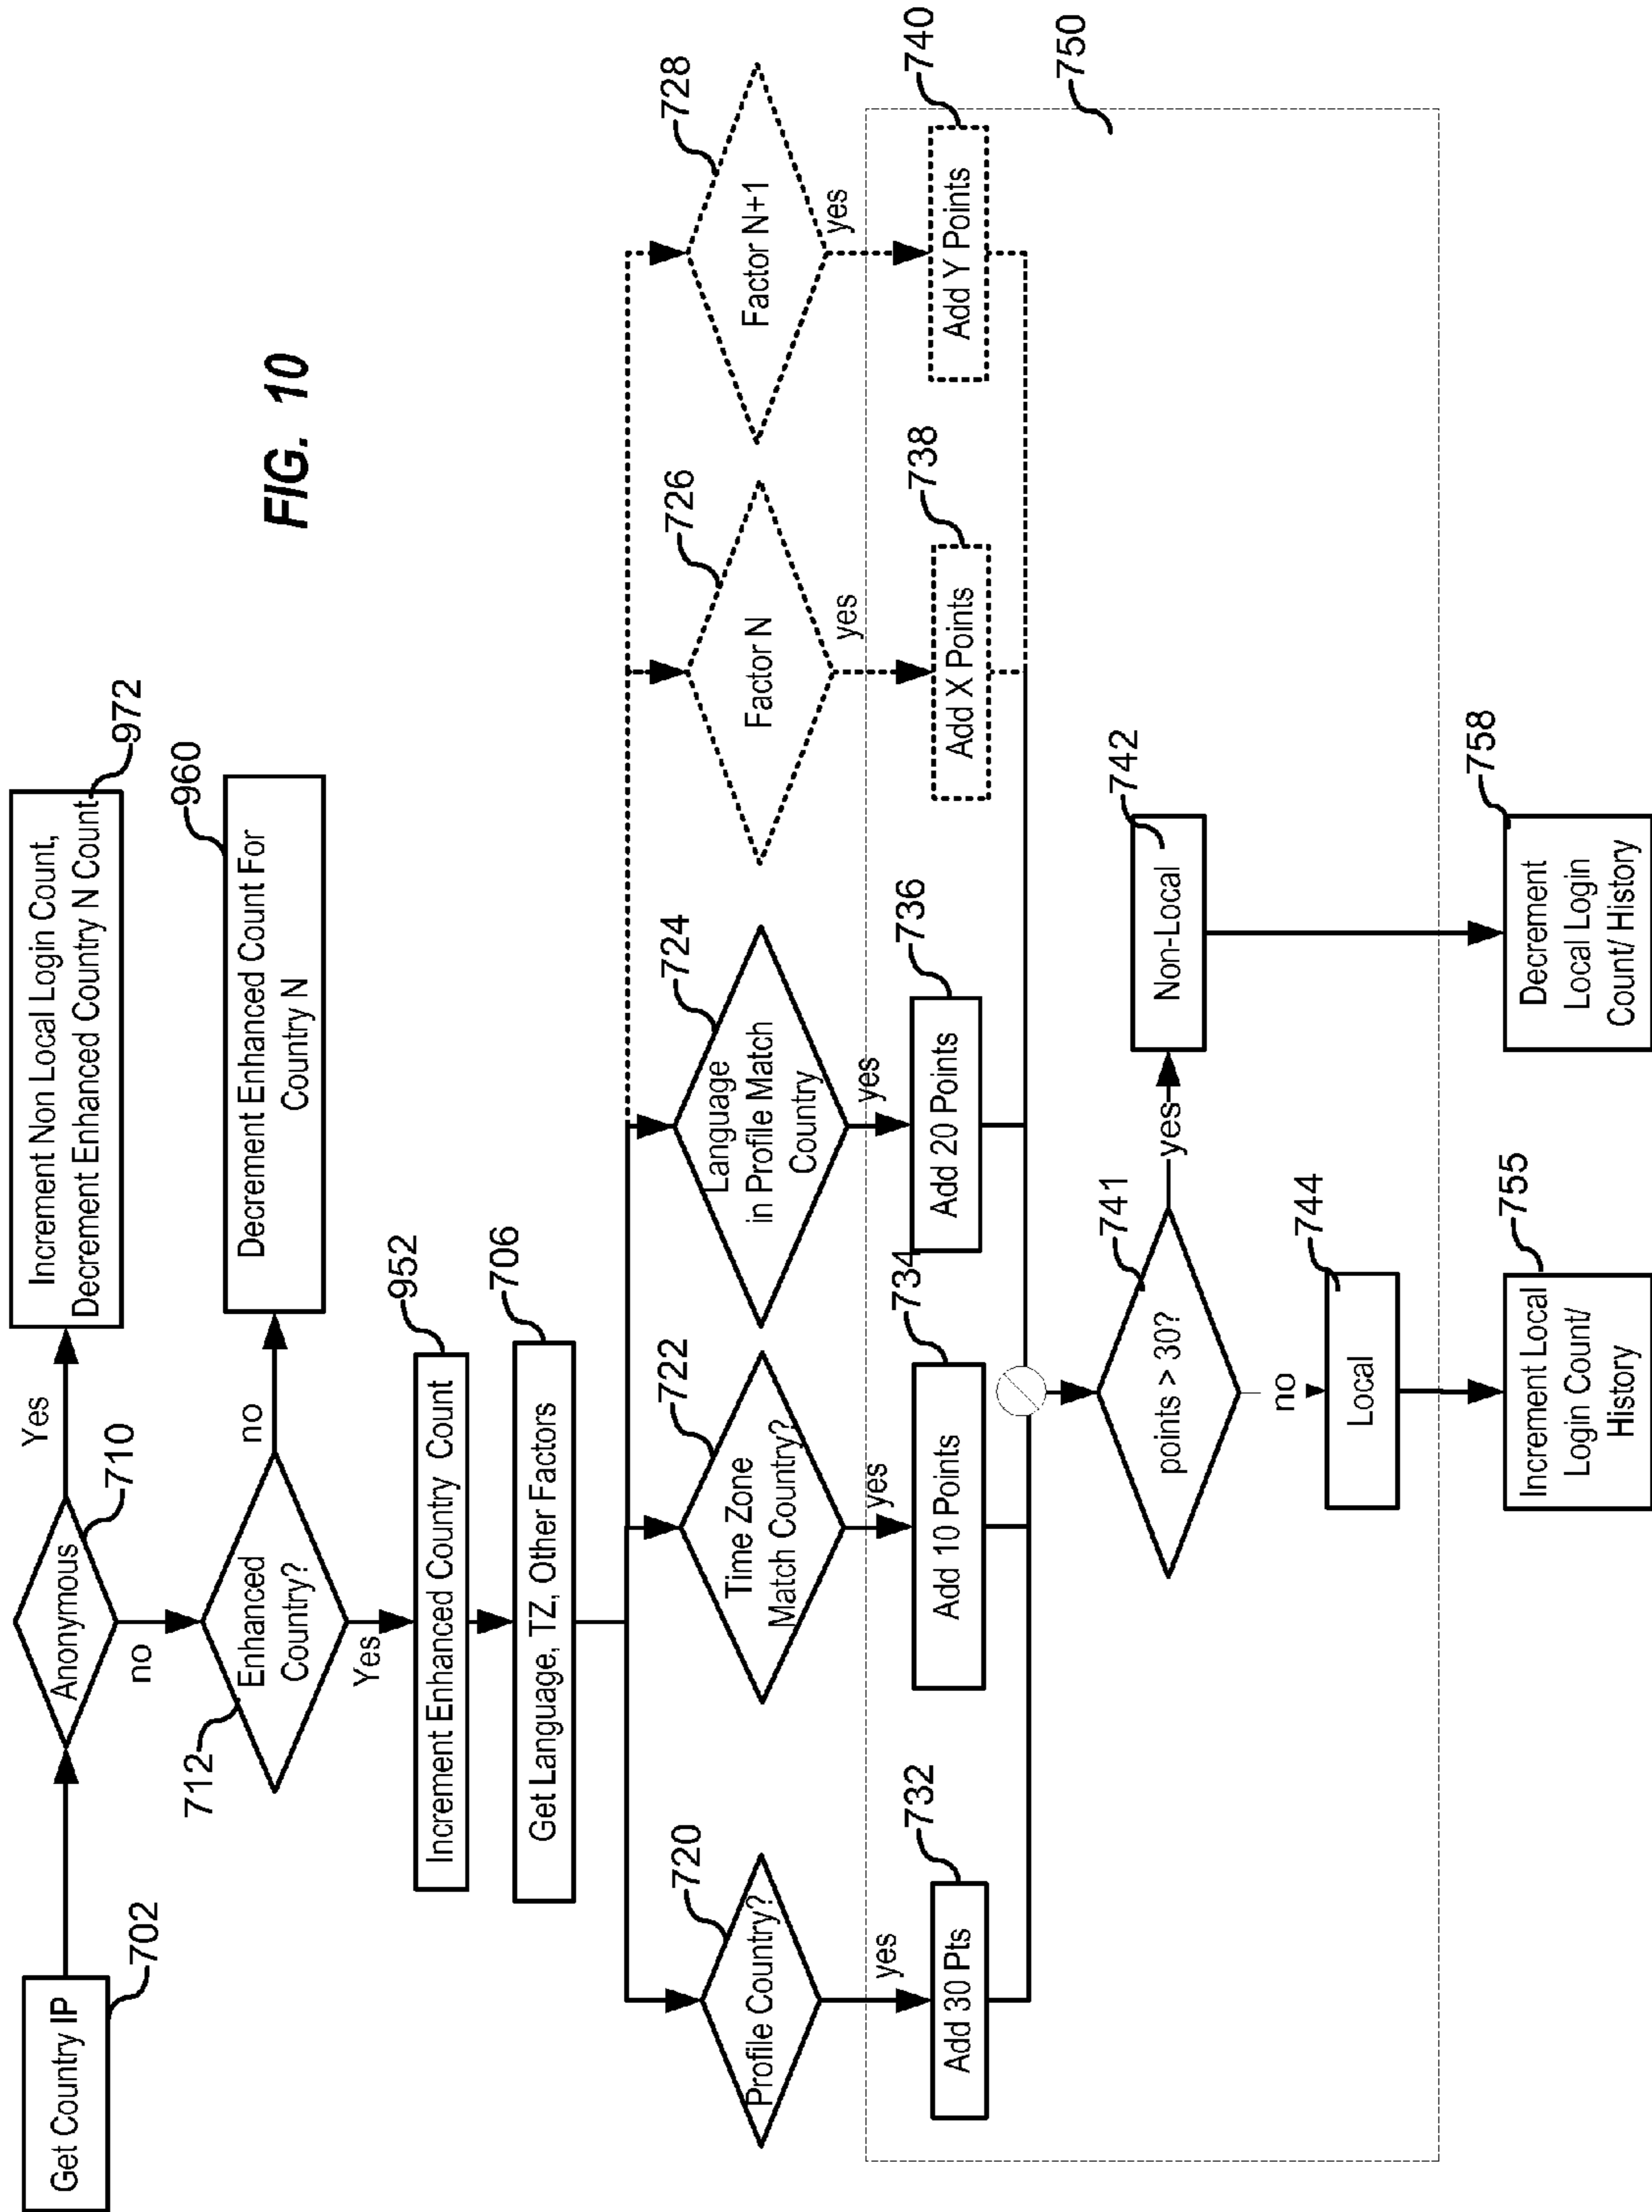 FIG. 10
Get Country IP
702
Anonymous
710
Yes
Increment Non Local Login Count,
Decrement Enhanced Country N Count
972
no
712
Enhanced
Country?
no
Decrement Enhanced Count For
Country N
960
Yes
Increment Enhanced Country Count
952
Get Language, TZ, Other Factors
706
Profile Country?
720
Time Zone
Match Country?
722
Language
in Profile Match
Country
724
Factor N
726
Factor N+1
728
yes
yes
yes
yes
yes
Add 30 Pts
732
Add 10 Points
734
Add 20 Points
736
Add X Points
738
Add Y Points
740
750
points > 30?
741
yes
Non-Local
742
no
Local
744
Increment Local
Login Count/
History
755
Decrement
Local Login
Count/ History
758